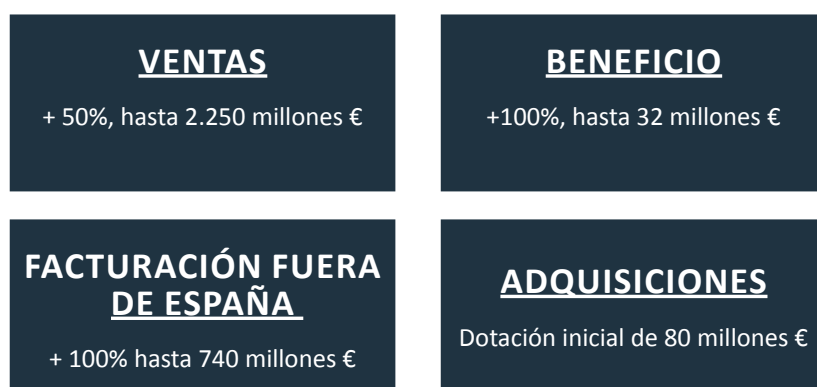 VENTAS
+ 50%, hasta 2.250 millones €
BENEFICIO
+100%, hasta 32 millones €
FACTURACIÓN FUERA
DE ESPAÑA
+ 100% hasta 740 millones €
ADQUISICIONES
Dotación inicial de 80 millones €